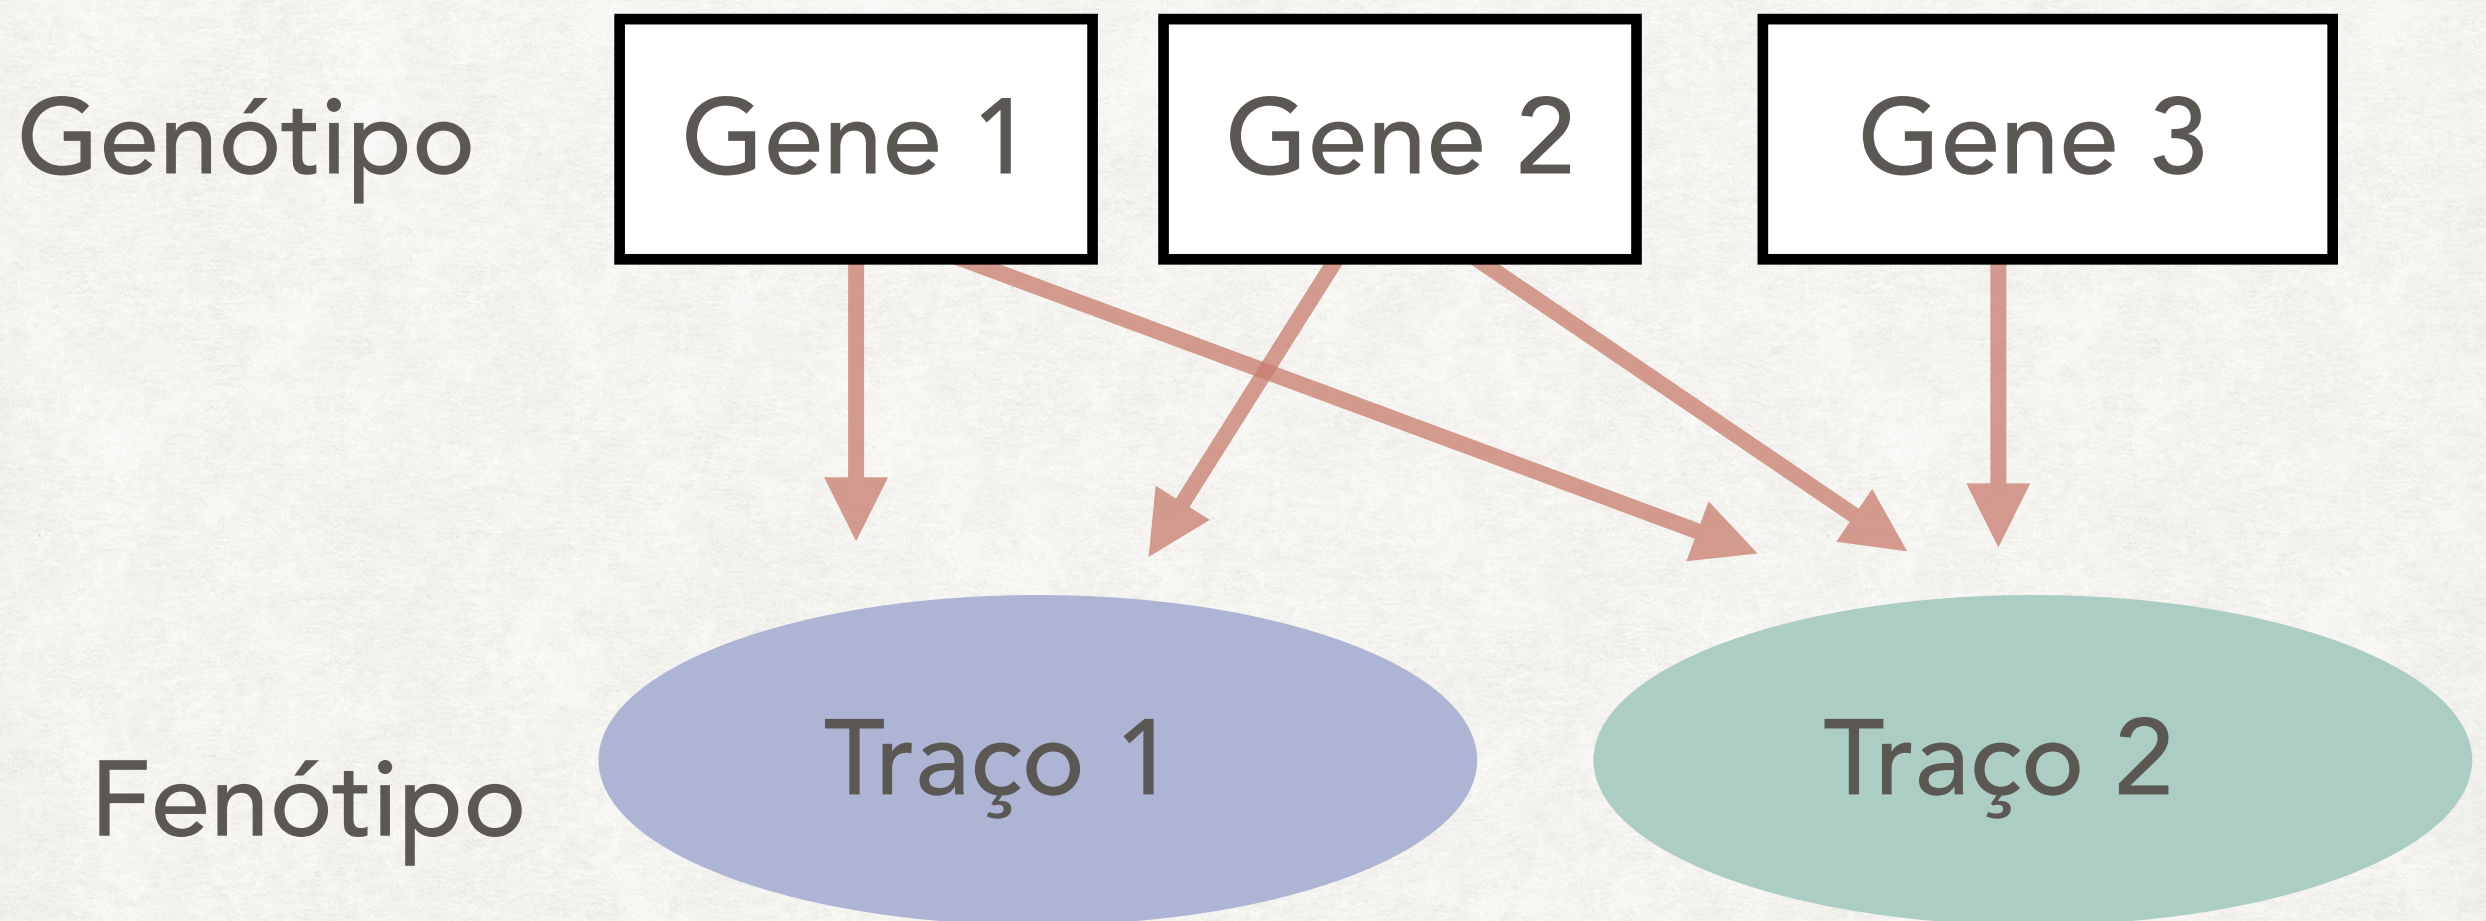 Genótipo
Gene 1
Gene 2
Gene 3
Traço 1
Traço 2
Fenótipo